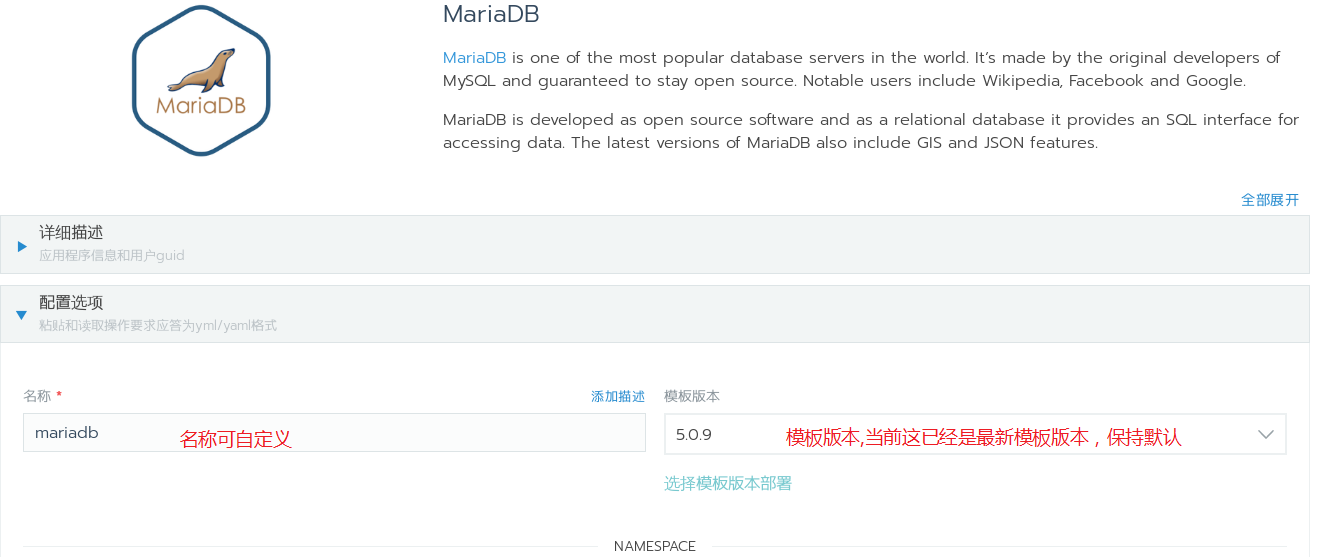 MariaDB
MariaDB
MariaDB is one of the most popular database servers in the world. It’s made by the original developers of
MySQL and guaranteed to stay open source. Notable users include Wikipedia, Facebook and Google.
MariaDB is developed as open source software and as a relational database it provides an SQL interface for
accessing data. The latest versions of MariaDB also include GIS and JSON features.
全部展开
详细描述
应用程序信息和用户guid
配置选项
粘贴和读取操作要求应答为yml/yaml格式
名称 * 添加描述 模板版本
mariadb 名称可自定义 5.0.9 模板版本,当前这已经是最新模板版本，保持默认
选择模板版本部署
NAMESPACE